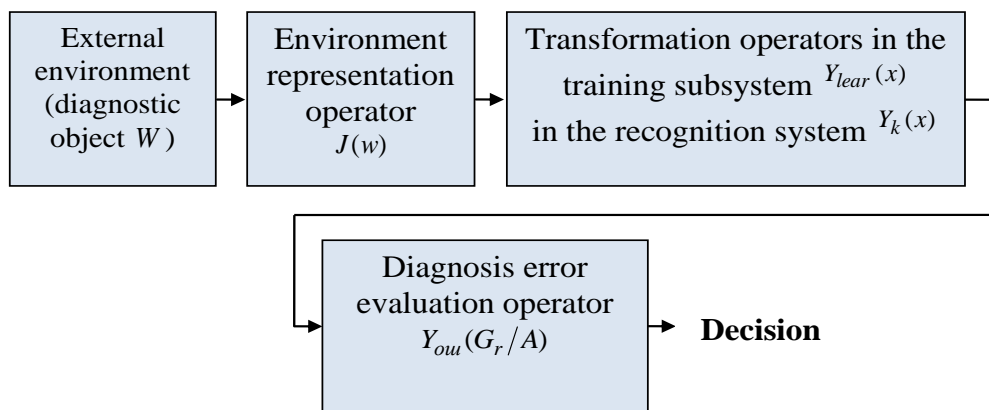 External
environment
(diagnostic
object W )
Environment
representation
operator
J(w)
Transformation operators in the
training subsystem Y_lear (x)
in the recognition system Y_k (x)
Diagnosis error
evaluation operator
Y_ош (G_r/A)
Decision